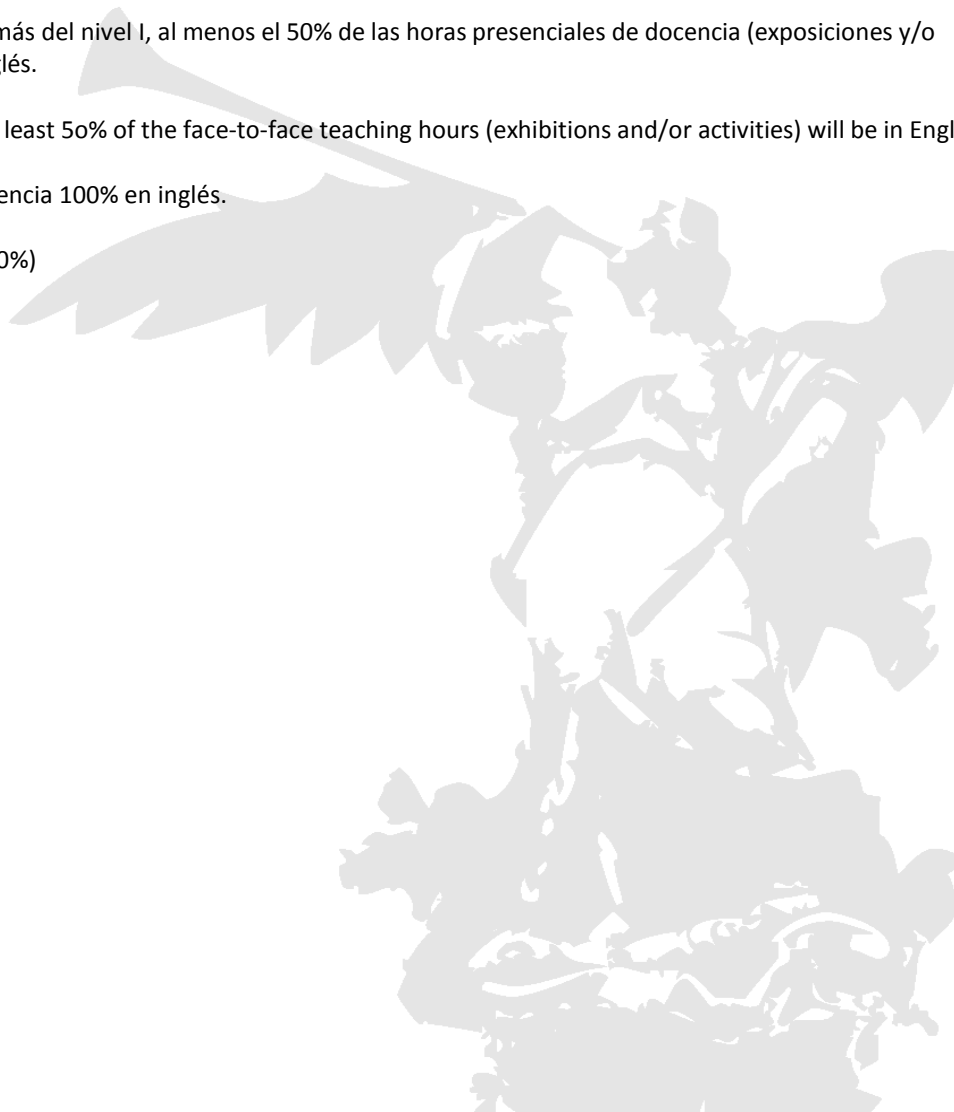 más del nivel I, al menos el 50% de las horas presenciales de docencia (exposiciones y/o
glés.
least 5o% of the face-to-face teaching hours (exhibitions and/or activities) will be in Engl
encia 100% en inglés.
0%)